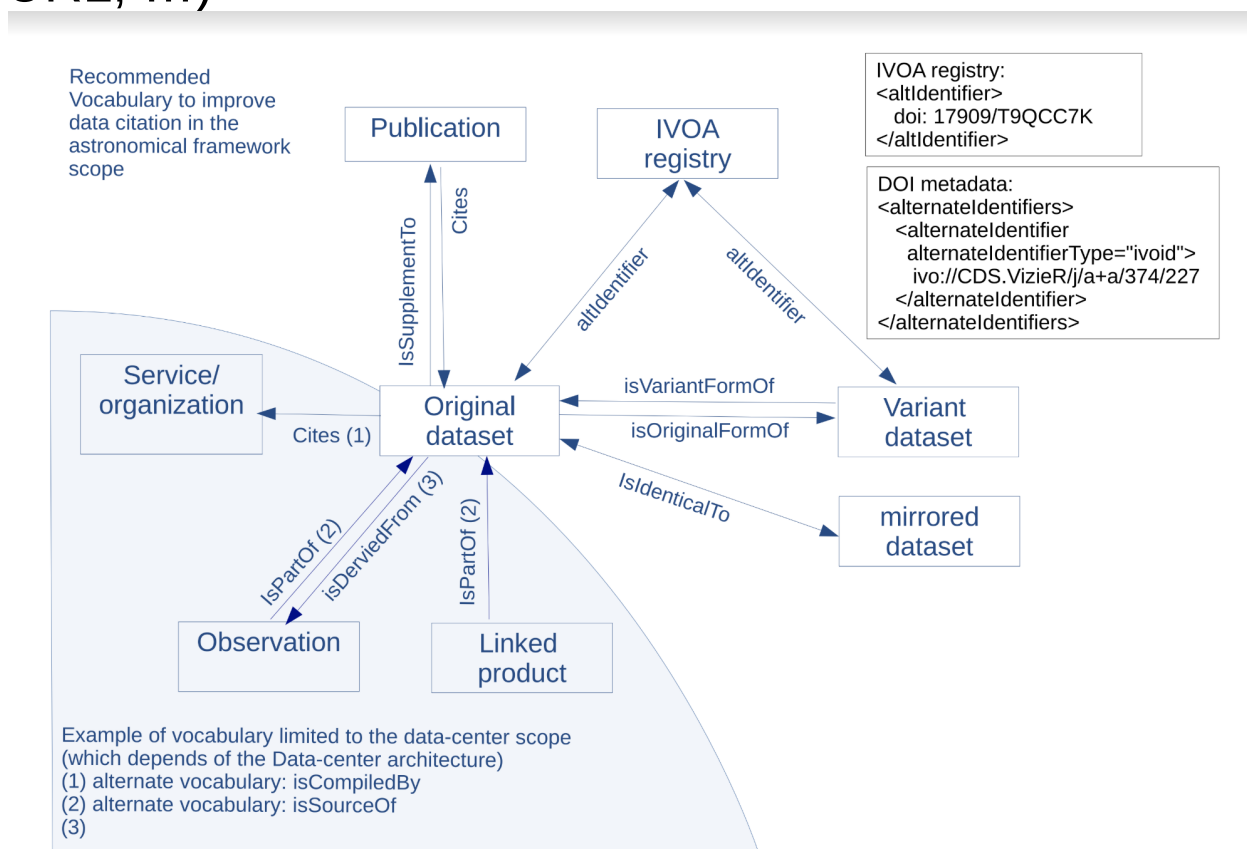 Recommended
Vocabulary to improve
data citation in the
astronomical framework
scope
Publication
IVOA
registry
IVOA registry:
<altIdentifier>
doi: 17909/T9QCC7K
</altIdentifier>
DOI metadata:
<alternateIdentifiers>
<alternateIdentifier
alternateIdentifierType="ivoid">
ivo://CDS.VizieR/j/a+a/374/227
</alternateIdentifier>
</alternateIdentifiers>
IsSupplementTo
Cites
altIdentifier
altIdentifier
Service/
organization
Cites (1)
Original
dataset
isVariantFormOf
isOriginalFormOf
Variant
dataset
IsIdenticalTo
mirrored
dataset
IsPartOf (2)
isDerviedFrom (3)
IsPartOf (2)
Observation
Linked
product
Example of vocabulary limited to the data-center scope
(which depends of the Data-center architecture)
(1) alternate vocabulary: isCompiledBy
(2) alternate vocabulary: isSourceOf
(3)